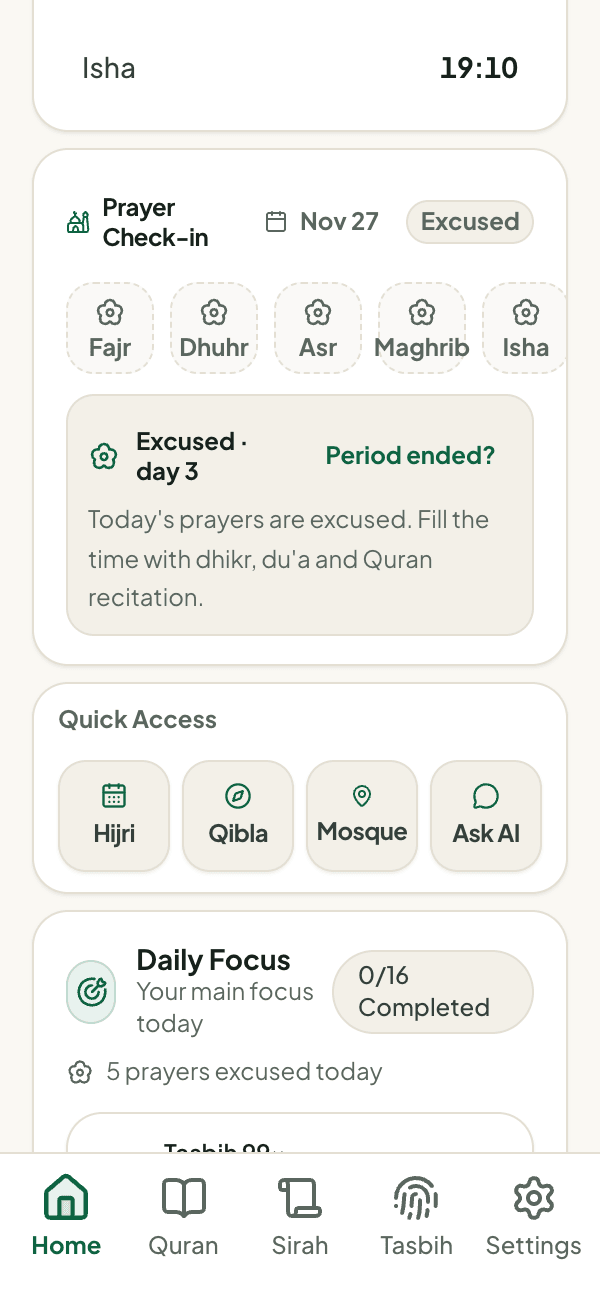 Isha 19:10
Prayer
Check-in
Nov 27
Excused
Fajr Dhuhr Asr Maghrib Isha
Excused ·
day 3
Period ended?
Today's prayers are excused. Fill the
time with dhikr, du'a and Quran
recitation.
Quick Access
Hijri Qibla Mosque Ask AI
Daily Focus
Your main focus
today
0/16
Completed
5 prayers excused today
Home Quran Sirah Tasbih Settings